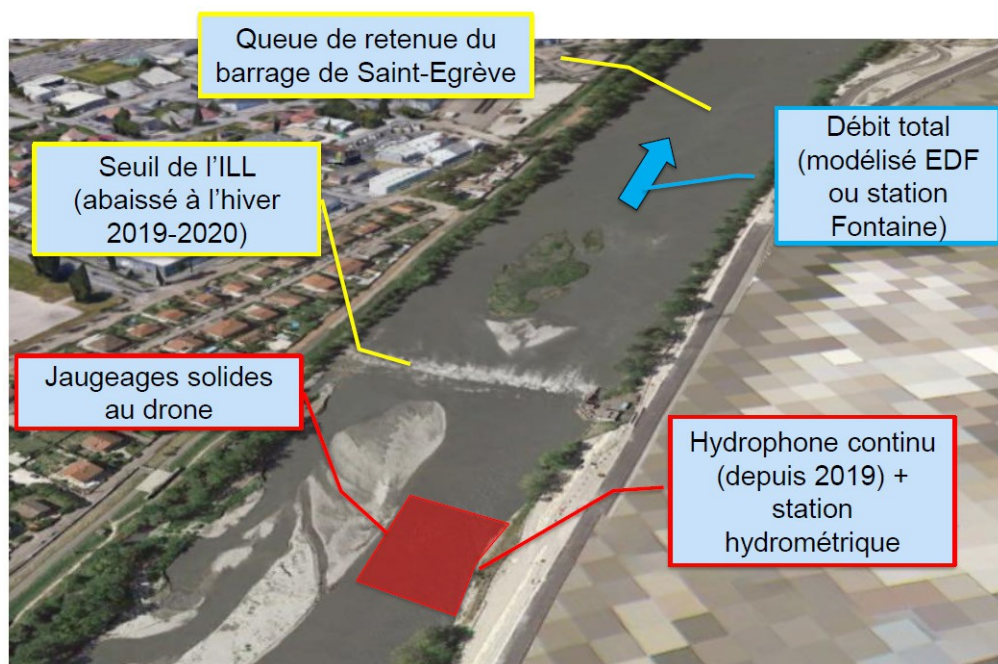 Queue de retenue du
barrage de Saint-Egrève
Débit total
(modélisé EDF
ou station
Fontaine)
Seuil de l'ILL
(abaissé à l'hiver
2019-2020)
Jaugeages solides
au drone
Hydrophone continu
(depuis 2019) +
station
hydrométrique